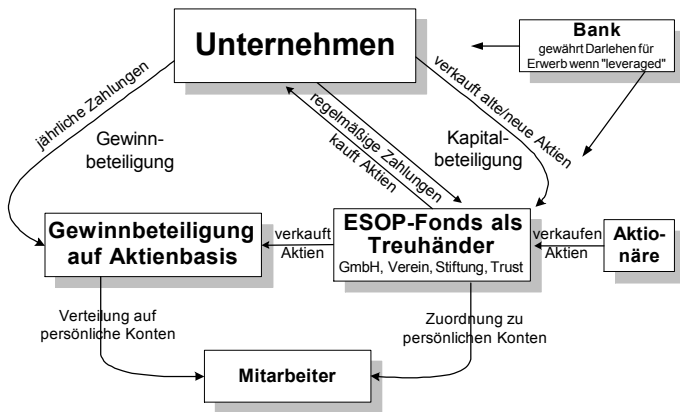 Unternehmen
Bank
gewährt Darlehen für
Erwerb wenn "leveraged"
jährliche Zahlungen
Gewinn-
beteiligung
regelmäßige Zahlungen
kauft Aktien
Kapital-
beteiligung
verkauft alte/neue Aktien
Gewinnbeteiligung
auf Aktienbasis
verkauft
Aktien
ESOP-Fonds als
Treuhänder
GmbH, Verein, Stiftung, Trust
verkaufen
Aktien
Aktio-
näre
Verteilung auf
persönliche Konten
Zuordnung zu
persönlichen Konten
Mitarbeiter